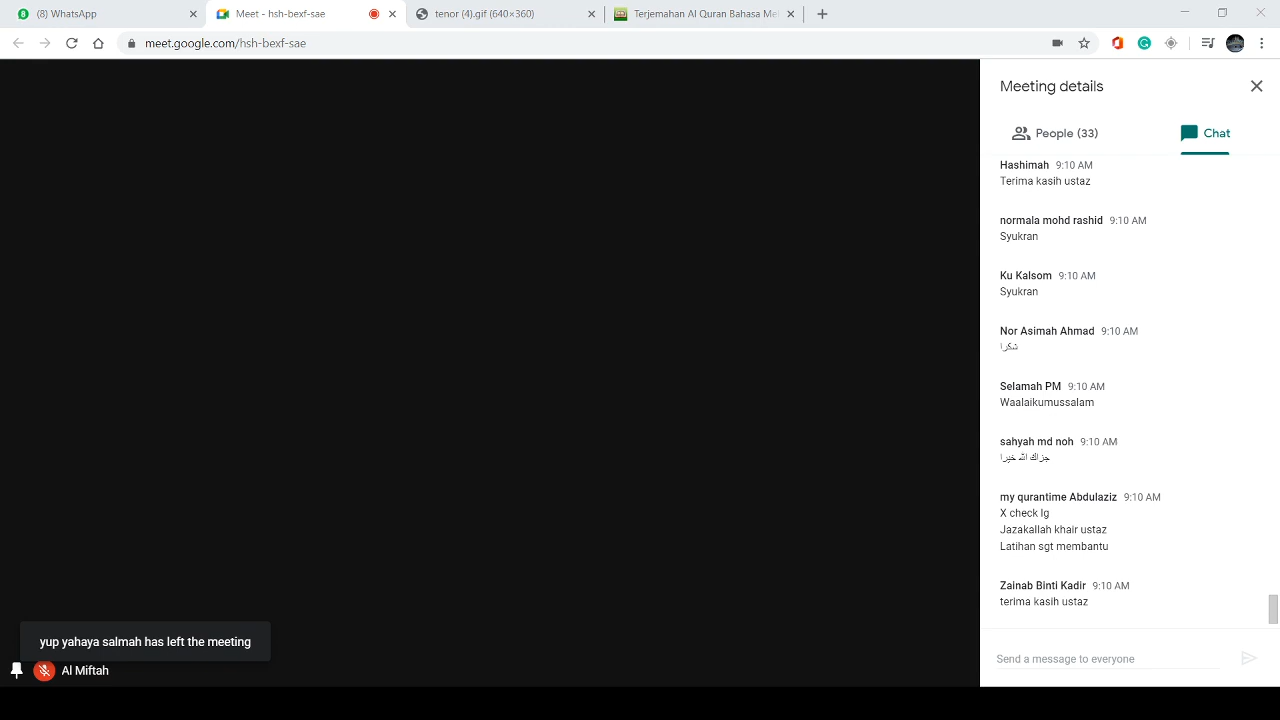 (8) WhatsApp
Meet - hsh-bexf-sae
tenor (4).gif (640×360)
Terjemahan Al Quran Bahasa Mel
meet.google.com/hsh-bexf-sae
Meeting details
People (33)
Chat
Hashimah 9:10 AM
Terima kasih ustaz
normala mohd rashid 9:10 AM
Syukran
Ku Kalsom 9:10 AM
Syukran
Nor Asimah Ahmad 9:10 AM
شكرا
Selamah PM 9:10 AM
Waalaikumussalam
sahyah md noh 9:10 AM
جزاك الله خيرا
my qurantime Abdulaziz 9:10 AM
X check lg
Jazakallah khair ustaz
Latihan sgt membantu
Zainab Binti Kadir 9:10 AM
terima kasih ustaz
yup yahaya salmah has left the meeting
Al Miftah
Send a message to everyone